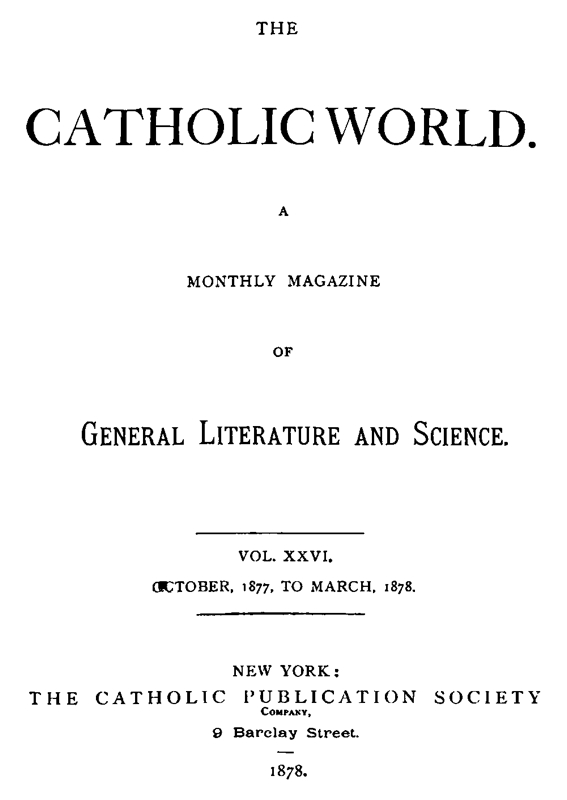 THE
CATHOLIC WORLD.
A
MONTHLY MAGAZINE
OF
GENERAL LITERATURE AND SCIENCE.
VOL. XXVI.
OCTOBER, 1877, TO MARCH, 1878.
NEW YORK:
THE CATHOLIC PUBLICATION SOCIETY
COMPANY,
9 Barclay Street.
1878.